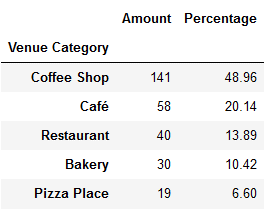 Amount Percentage
Venue Category
Coffee Shop 141 48.96
Café 58 20.14
Restaurant 40 13.89
Bakery 30 10.42
Pizza Place 19 6.60